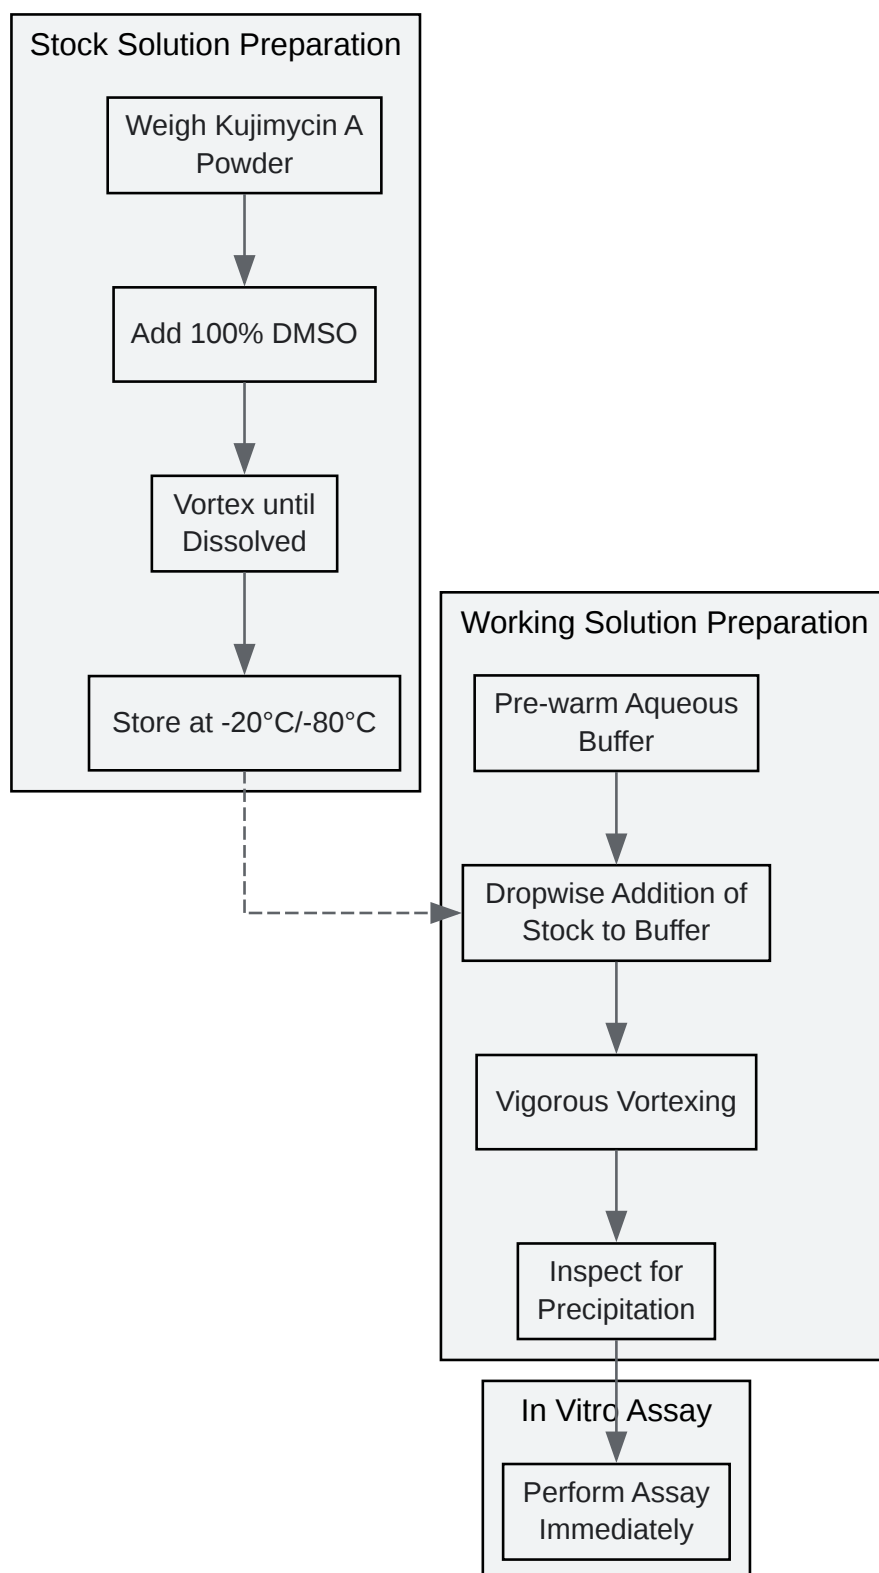 Stock Solution Preparation
Weigh Kujimycin A
Powder
Add 100% DMSO
Vortex until
Dissolved
Store at -20°C/-80°C
Working Solution Preparation
Pre-warm Aqueous
Buffer
Dropwise Addition of
Stock to Buffer
Vigorous Vortexing
Inspect for
Precipitation
In Vitro Assay
Perform Assay
Immediately